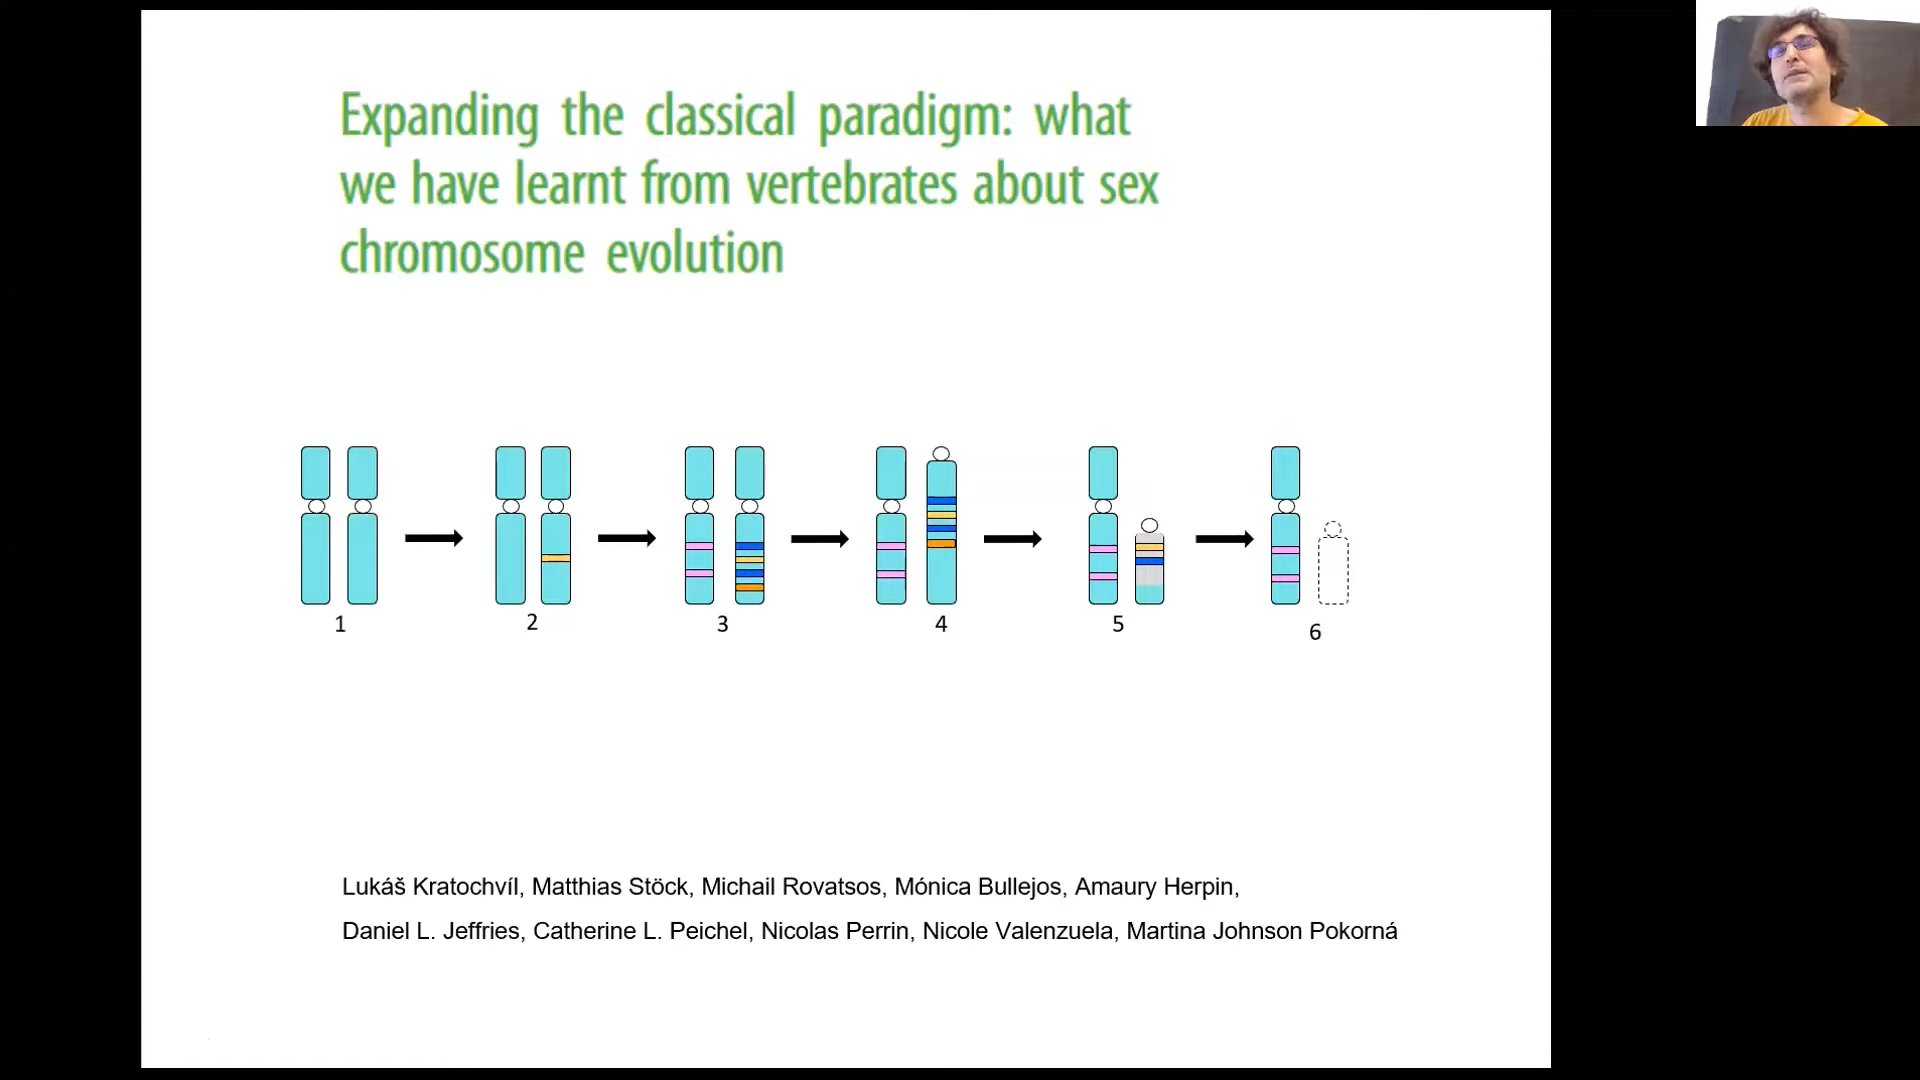 Expanding the classical paradigm: what
we have learnt from vertebrates about sex
chromosome evolution
1
2
3
4
5
6
Lukáš Kratochvíl, Matthias Stöck, Michail Rovatsos, Mónica Bullejos, Amaury Herpin,
Daniel L. Jeffries, Catherine L. Peichel, Nicolas Perrin, Nicole Valenzuela, Martina Johnson Pokorná